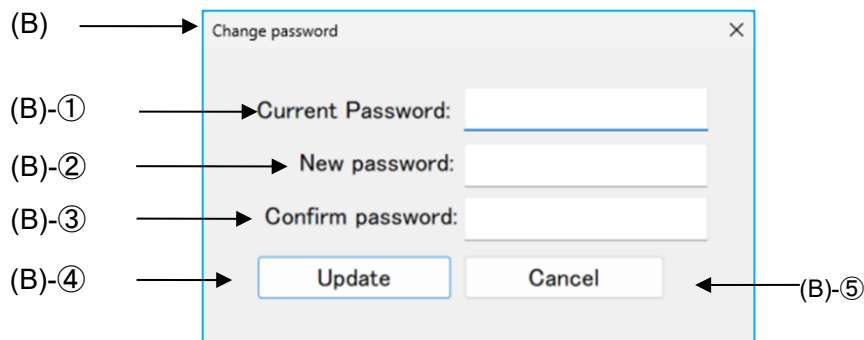 (B)
Change password
(B)-① Current Password:
(B)-② New password:
(B)-③ Confirm password:
(B)-④ Update Cancel (B)-⑤